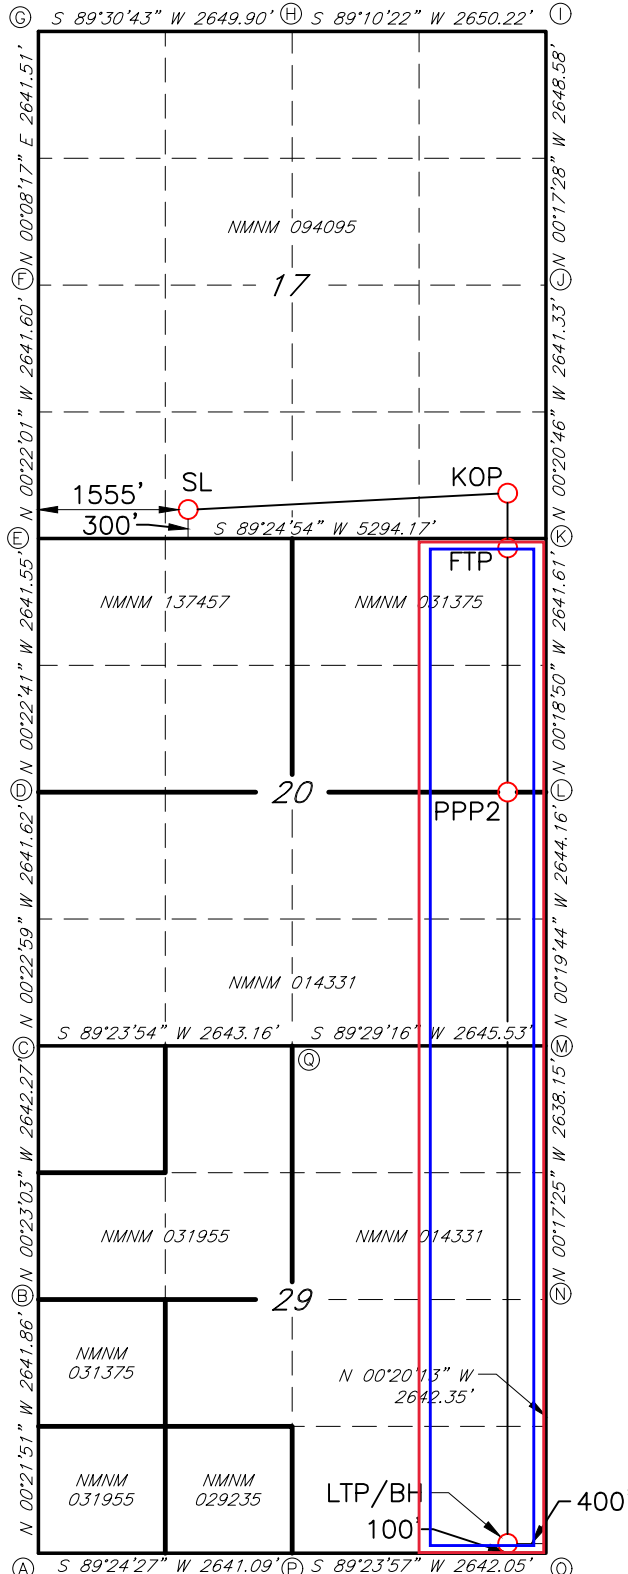 G S 89°30'43" W 2649.90' H S 89°10'22" W 2650.22' I
N 00°08'17" E 2641.51'
N 00°17'28" W 2648.58'
NMNM 094095
F 17 J
N 00°22'01" W 2641.60'
N 00°20'46" W 2641.33'
1555' SL KOP
300' S 89°24'54" W 5294.17'
E K
FTP
NMNM 137457 NMNM 031375
N 00°22'41" W 2641.55'
N 00°18'50" W 2641.61'
D 20 L
PPP2
N 00°22'59" W 2641.62'
N 00°19'44" W 2644.16'
NMNM 014331
S 89°23'54" W 2643.16' S 89°29'16" W 2645.53'
C Q M
N 00°23'03" W 2642.27'
N 00°17'25" W 2638.15'
NMNM 031955 NMNM 014331
B 29 N
N 00°21'51" W 2641.86'
NMNM
031375
N 00°20'13" W
2642.35'
NMNM
031955
NMNM
029235
LTP/BH
400
100'
A S 89°24'27" W 2641.09' P S 89°23'57" W 2642.05' O